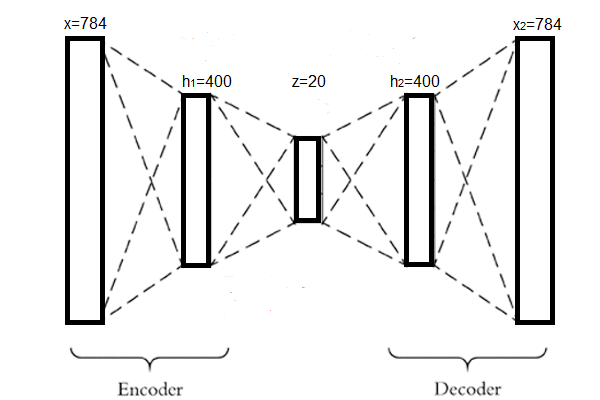 x=784
h1=400
z=20
h2=400
x2=784
Encoder
Decoder